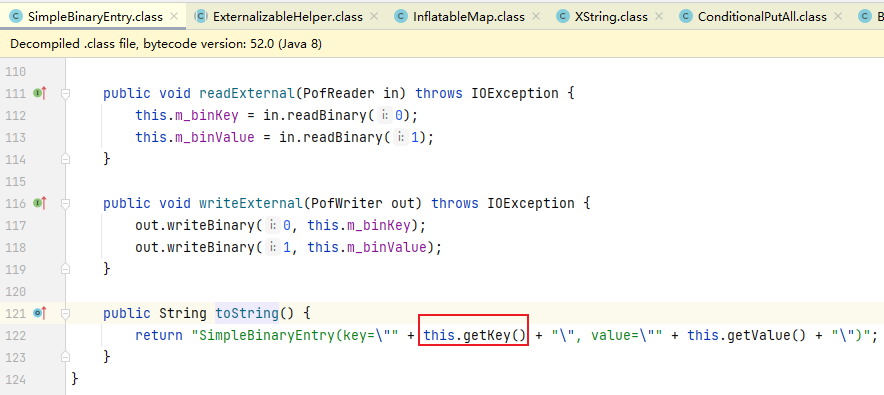 SimpleBinaryEntry.class × ExternalizableHelper.class × InflatableMap.class × XString.class × ConditionalPutAll.class × B
Decompiled .class file, bytecode version: 52.0 (Java 8)
110
111 public void readExternal(PofReader in) throws IOException {
112 this.m_binKey = in.readBinary( i: 0);
113 this.m_binValue = in.readBinary( i: 1);
114 }
115
116 public void writeExternal(PofWriter out) throws IOException {
117 out.writeBinary( i: 0, this.m_binKey);
118 out.writeBinary( i: 1, this.m_binValue);
119 }
120
121 public String toString() {
122 return "SimpleBinaryEntry(key=\"" + this.getKey() + "\", value=\"" + this.getValue() + "\")";
123 }
124 }